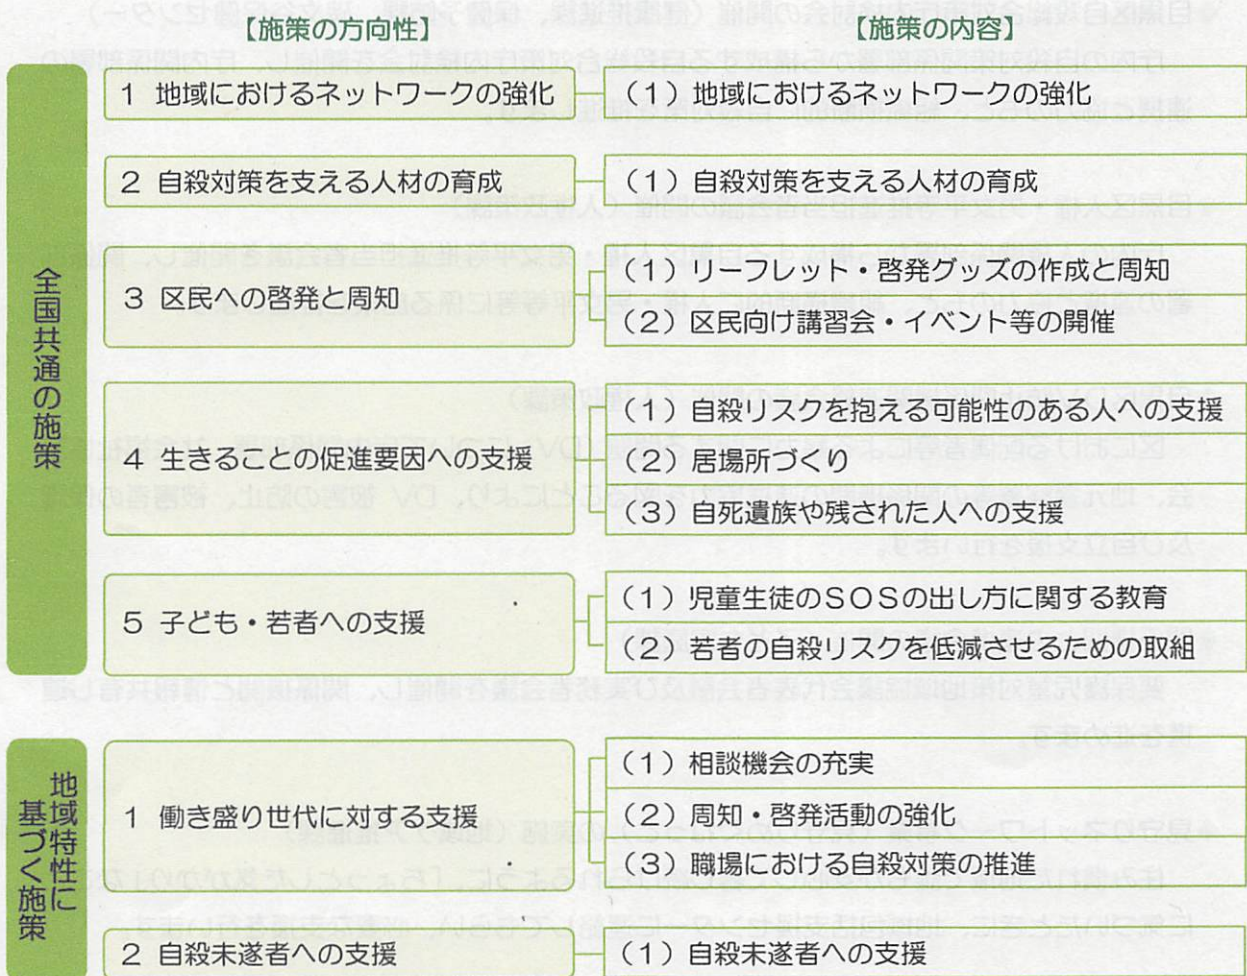 【施策の方向性】
【施策の内容】
全国共通の施策
1 地域におけるネットワークの強化
(1)地域におけるネットワークの強化
2 自殺対策を支える人材の育成
(1)自殺対策を支える人材の育成
3 区民への啓発と周知
(1)リーフレット・啓発グッズの作成と周知
(2)区民向け講習会・イベント等の開催
4 生きることの促進要因への支援
(1)自殺リスクを抱える可能性のある人への支援
(2)居場所づくり
(3)自死遺族や残された人への支援
5 子ども・若者への支援
(1)児童生徒のSOSの出し方に関する教育
(2)若者の自殺リスクを低減させるための取組
地域特性に
基づく施策
1 働き盛り世代に対する支援
(1)相談機会の充実
(2)周知・啓発活動の強化
(3)職場における自殺対策の推進
2 自殺未遂者への支援
(1)自殺未遂者への支援